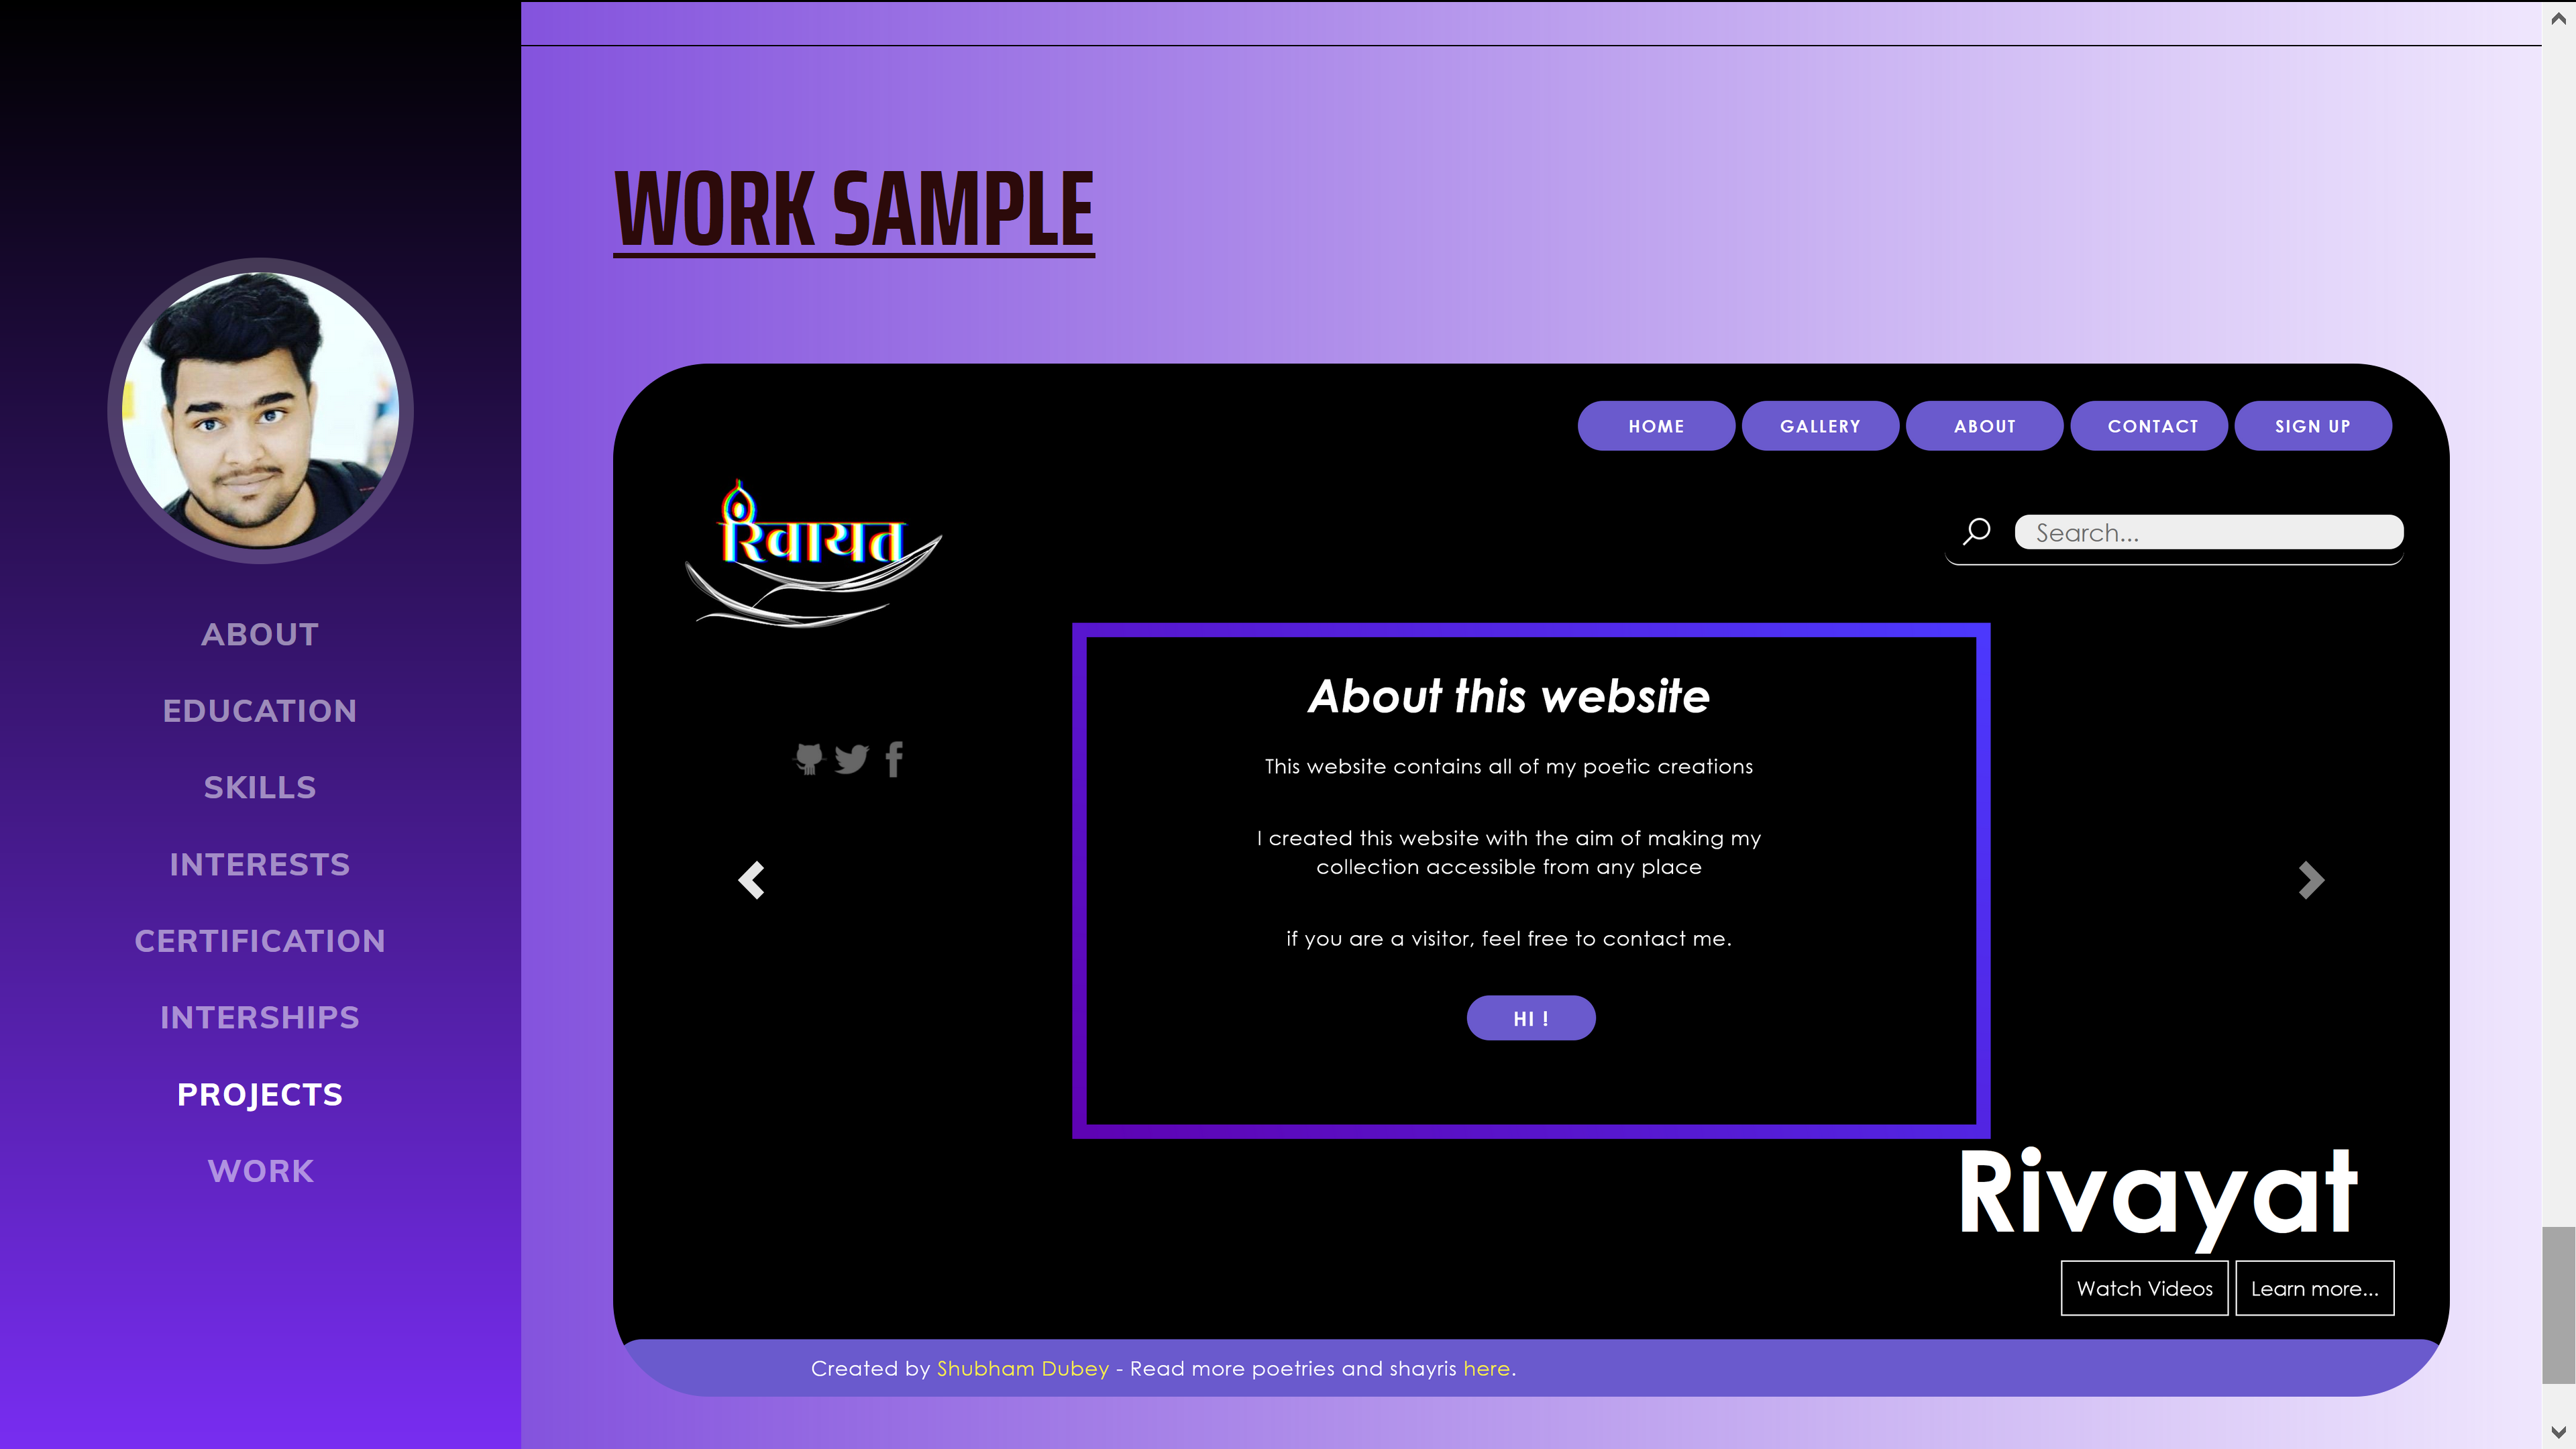 ABOUT
EDUCATION
SKILLS
INTERESTS
CERTIFICATION
INTERSHIPS
PROJECTS
WORK
WORK SAMPLE
HOME
GALLERY
ABOUT
CONTACT
SIGN UP
रिवायत
Search...
About this website
This website contains all of my poetic creations
I created this website with the aim of making my
collection accessible from any place
if you are a visitor, feel free to contact me.
HI !
Rivayat
Watch Videos
Learn more...
Created by Shubham Dubey - Read more poetries and shayris here.